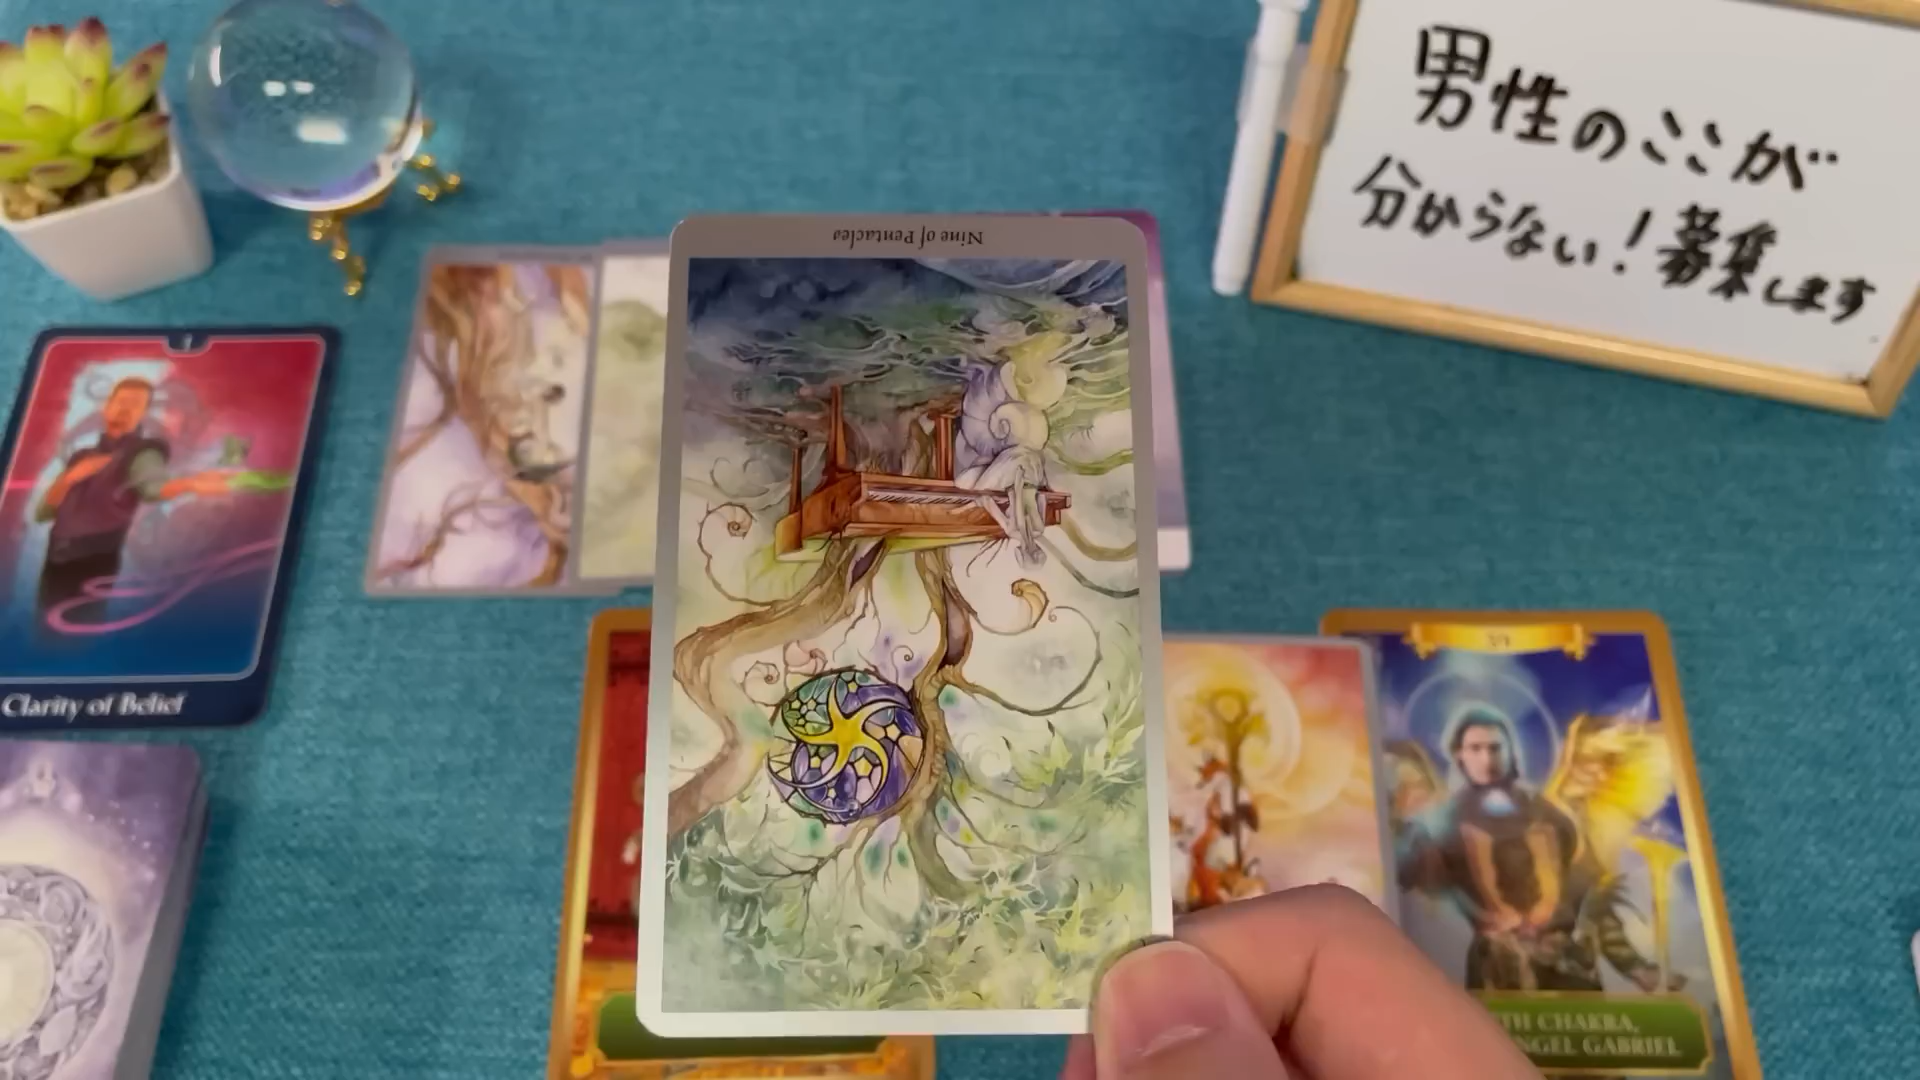 男性のここが
分からない！募集します
Nine of Pentacles
Clarity of Belief
TH CHAKRA,
NGEL GABRIEL